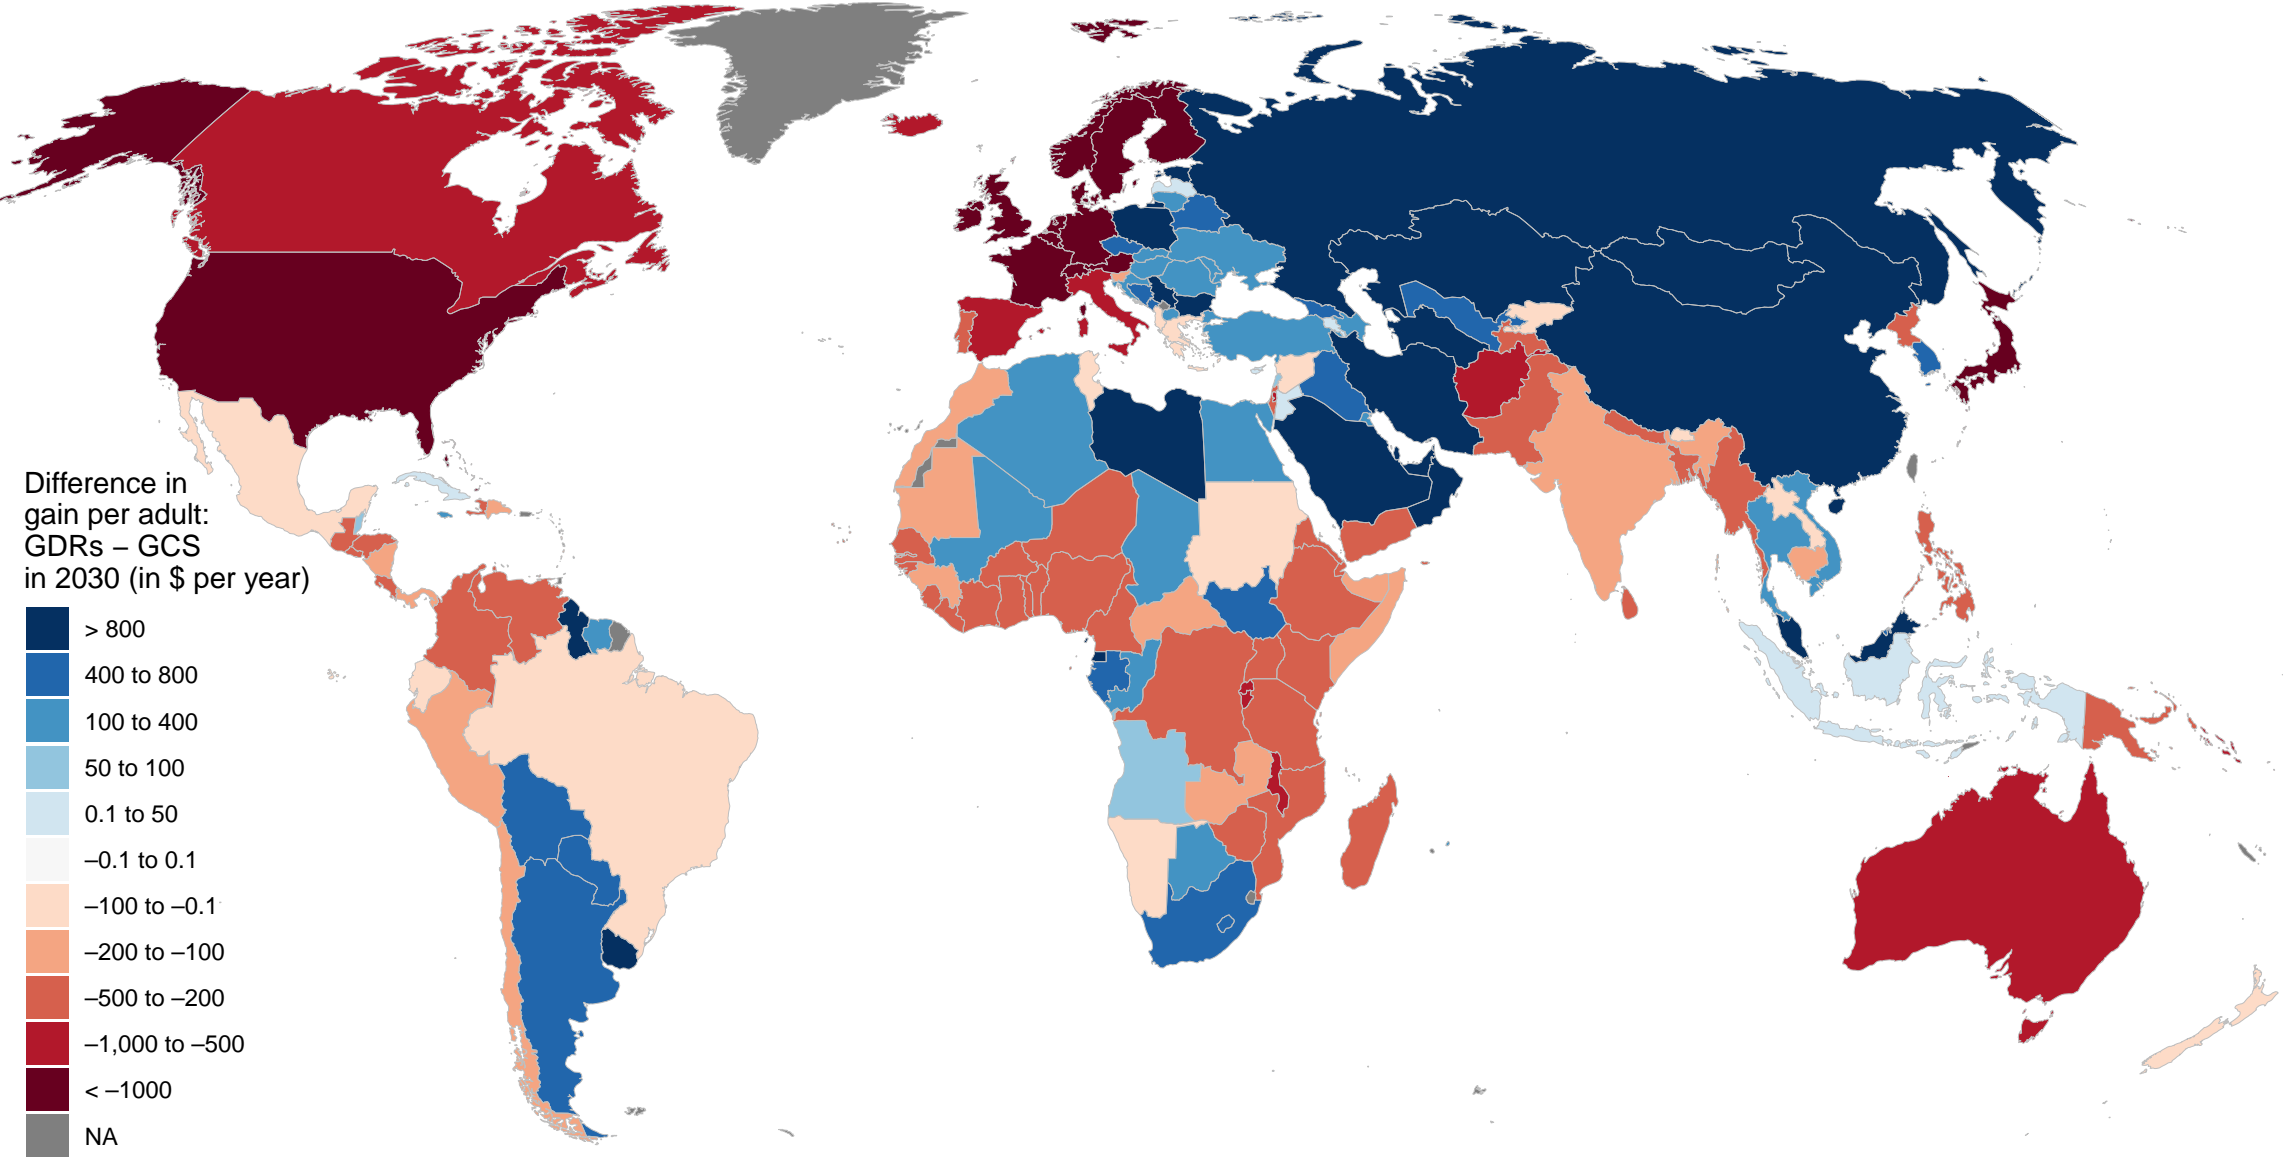 Difference in
gain per adult:
GDRs – GCS
in 2030 (in $ per year)
> 800
400 to 800
100 to 400
50 to 100
0.1 to 50
–0.1 to 0.1
–100 to –0.1
–200 to –100
–500 to –200
–1,000 to –500
< –1000
NA